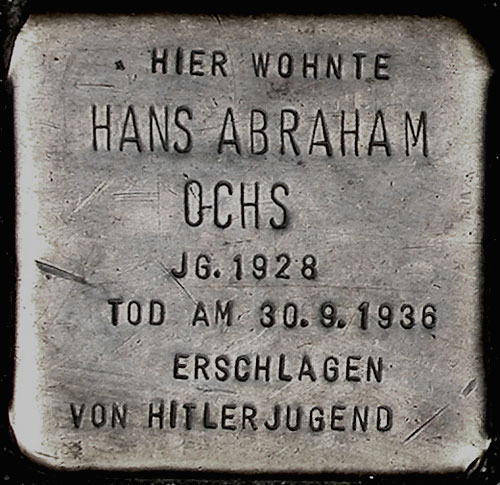 HIER WOHNTE
HANS ABRAHAM
OCHS
JG. 1928
TOD AM 30.9.1936
ERSCHLAGEN
VON HITLERJUGEND